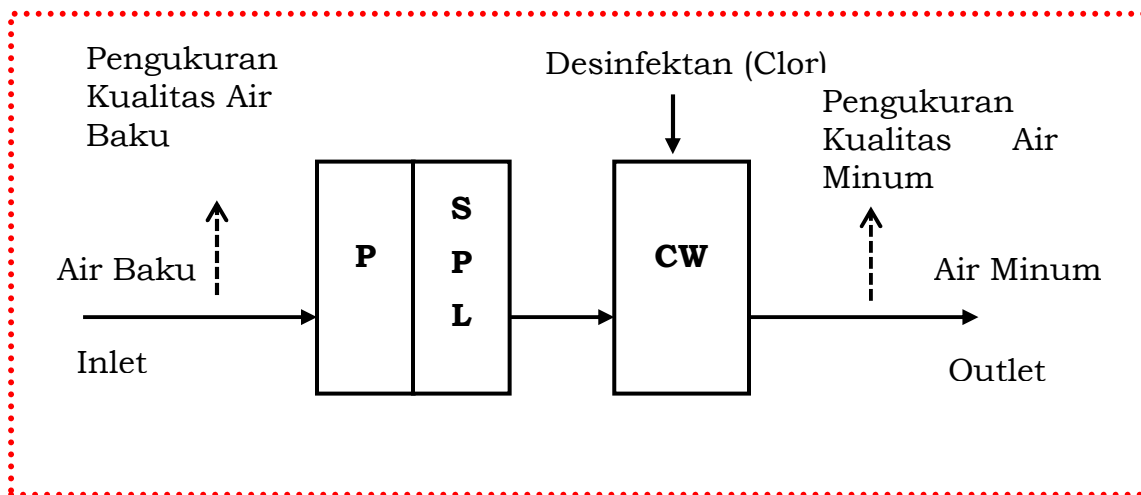 Pengukuran
Kualitas Air
Baku
Desinfektan (Clor)
Pengukuran
Kualitas Air
Minum
P
S
P
L
CW
Air Baku
Air Minum
Inlet
Outlet